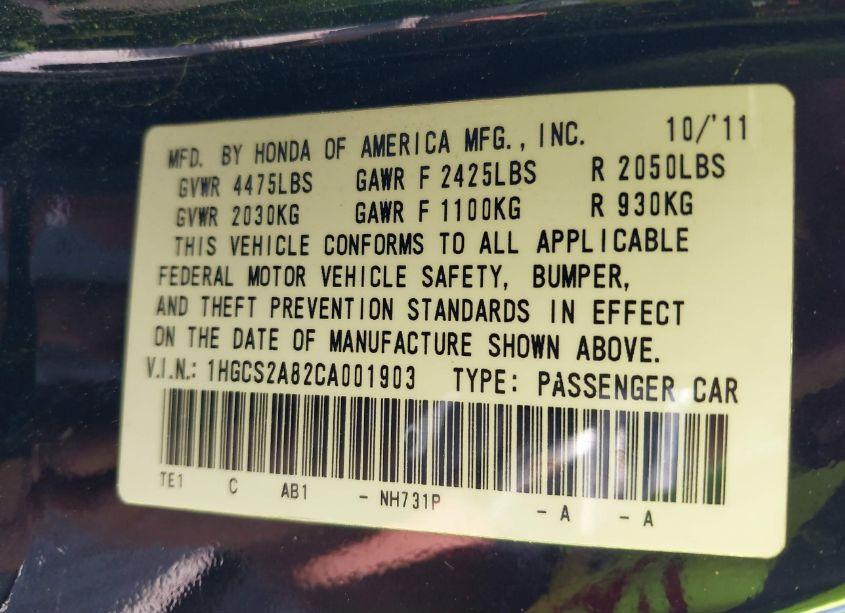 MFD. BY HONDA OF AMERICA MFG., INC. 10/'11
GVWR 4475LBS GAWR F 2425LBS R 2050LBS
GVWR 2030KG GAWR F 1100KG R 930KG
THIS VEHICLE CONFORMS TO ALL APPLICABLE
FEDERAL MOTOR VEHICLE SAFETY, BUMPER,
AND THEFT PREVENTION STANDARDS IN EFFECT
ON THE DATE OF MANUFACTURE SHOWN ABOVE.
V.I.N.: 1HGCS2A82CA001903 TYPE: PASSENGER CAR
TE1 C AB1 - NH731P - A - A